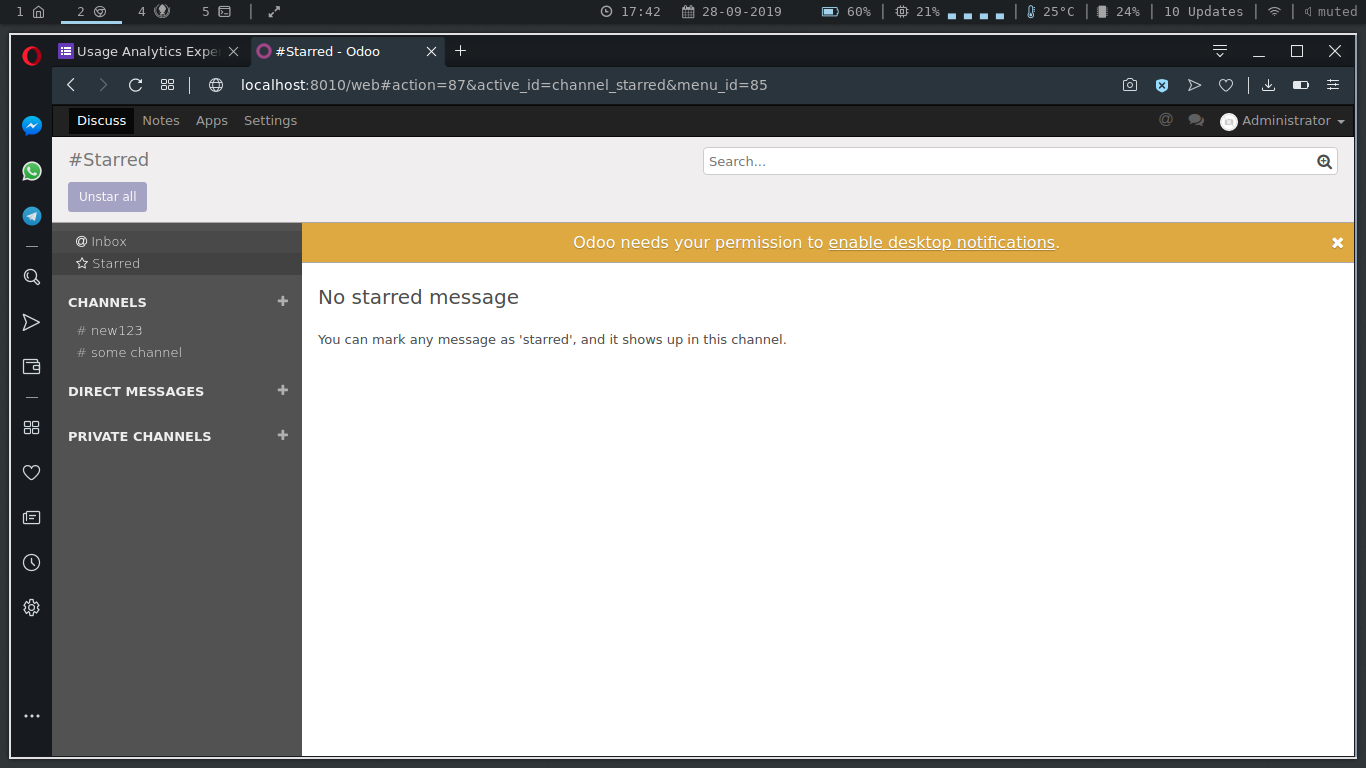 1 2 4 5 17:42 28-09-2019 60% 21% 25°C 24% 10 Updates muted
Usage Analytics Expe #Starred - Odoo
localhost:8010/web#action=87&active_id=channel_starred&menu_id=85
Discuss Notes Apps Settings @ Administrator
#Starred Search...
Unstar all
@ Inbox
Starred
Odoo needs your permission to enable desktop notifications.
CHANNELS +
# new123
# some channel
DIRECT MESSAGES +
PRIVATE CHANNELS +
No starred message
You can mark any message as 'starred', and it shows up in this channel.